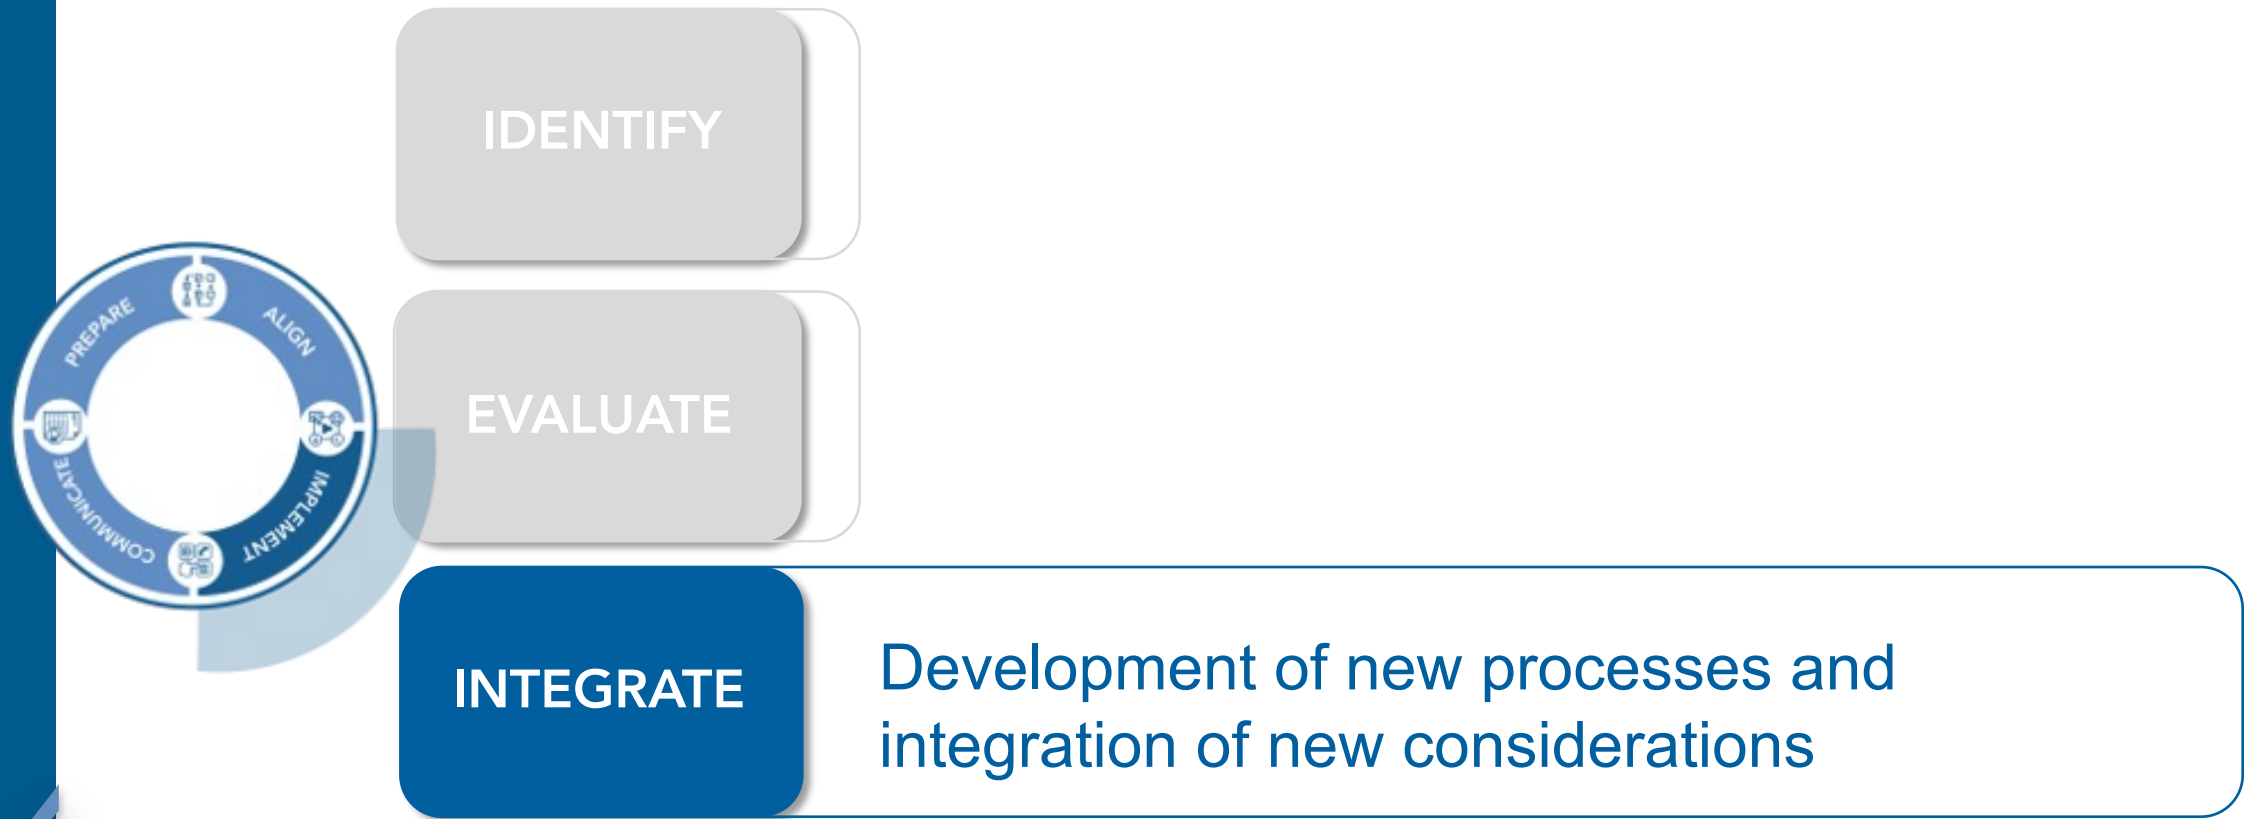 IDENTIFY
PREPARE
ALIGN
EVALUATE
COMMUNICATE
IMPLEMENT
INTEGRATE
Development of new processes and
integration of new considerations